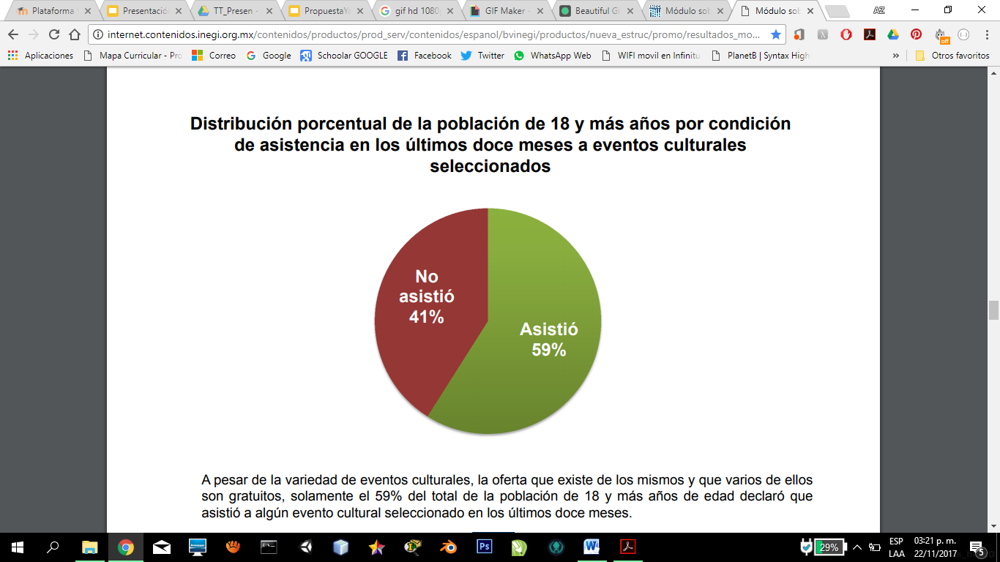 Plataforma
Presentació
TT_Presen -
PropuestaYa
gif hd 1080
GIF Maker -
Beautiful Gi
Módulo sob
Módulo sob
AZ
internet.contenidos.inegi.org.mx/contenidos/productos/prod_serv/contenidos/espanol/bvinegi/productos/nueva_estruc/promo/resultados_mo...
off
Aplicaciones
Mapa Curricular - Pro
Correo
Google
Schoolar GOOGLE
Facebook
Twitter
WhatsApp Web
WIFI movil en Infinitu
PlanetB | Syntax High
»
Otros favoritos
Distribución porcentual de la población de 18 y más años por condición
de asistencia en los últimos doce meses a eventos culturales
seleccionados
No
asistió
41%
Asistió
59%
A pesar de la variedad de eventos culturales, la oferta que existe de los mismos y que varios de ellos
son gratuitos, solamente el 59% del total de la población de 18 y más años de edad declaró que
asistió a algún evento cultural seleccionado en los últimos doce meses.
Ps
29%
ESP
LAA
03:21 p. m.
22/11/2017
5